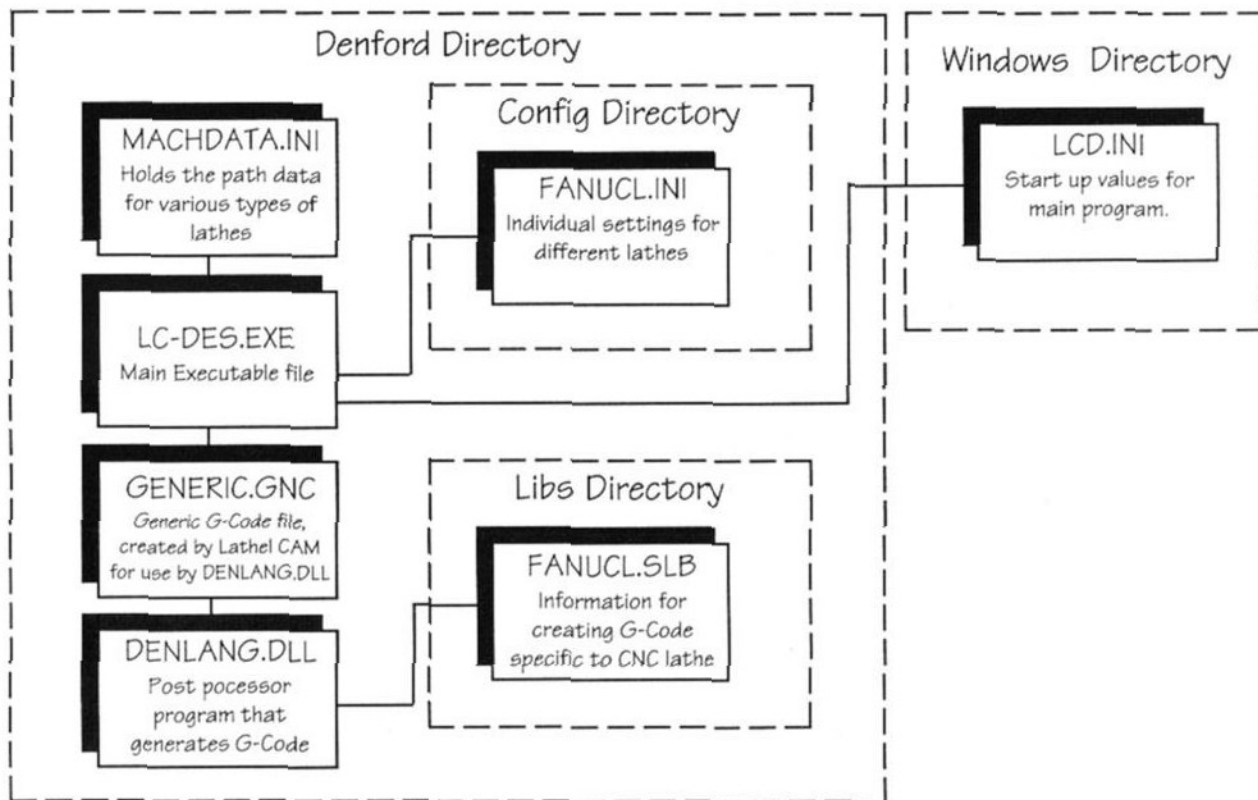 Denford Directory
MACHDATA.INI
Holds the path data
for various types of
lathes
LC-DES.EXE
Main Executable file
GENERIC.GNC
Generic G-Code file,
created by Lathel CAM
for use by DENLANG.DLL
DENLANG.DLL
Post pocessor
program that
generates G-Code
Config Directory
FANUCL.INI
Individual settings for
different lathes
Libs Directory
FANUCL.SLB
Information for
creating G-Code
specific to CNC lathe
Windows Directory
LCD.INI
Start up values for
main program.